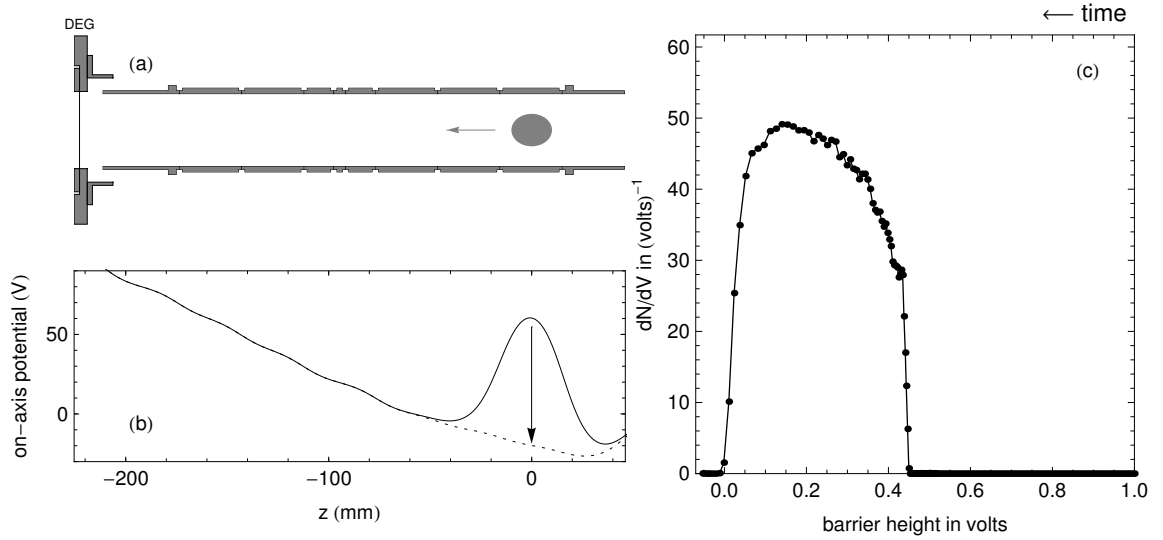 DEG
(a)
on−axis potential (V)
50
0
(b)
−200
−100
0
z (mm)
← time
(c)
dN/dV in (volts)⁻¹
60
50
40
30
20
10
0
0.0
0.2
0.4
0.6
0.8
1.0
barrier height in volts